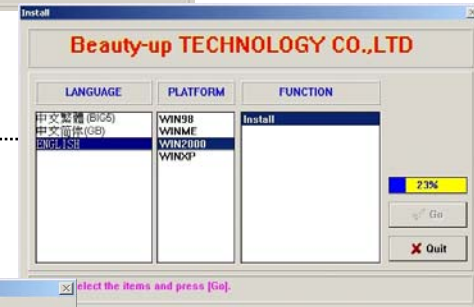 Install
Beauty-up TECHNOLOGY CO.,LTD
LANGUAGE
PLATFORM
FUNCTION
中文繁體 (BIG5)
中文简体(GB)
ENGLISH
WIN98
WINME
WIN2000
WINXP
Install
23%
Go
Quit
elect the items and press [Go].